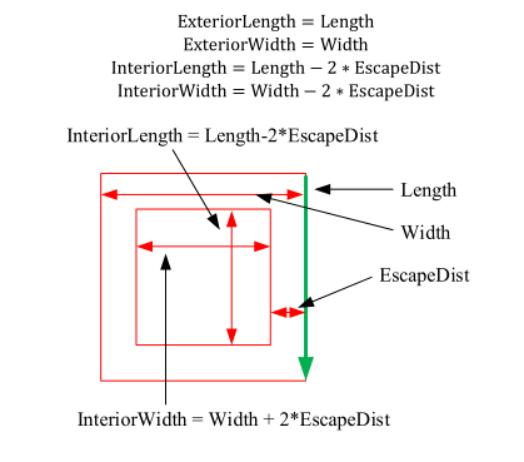 ExteriorLength = Length
ExteriorWidth = Width
InteriorLength = Length − 2 ∗ EscapeDist
InteriorWidth = Width − 2 ∗ EscapeDist
InteriorLength = Length-2*EscapeDist
Length
Width
EscapeDist
InteriorWidth = Width + 2*EscapeDist